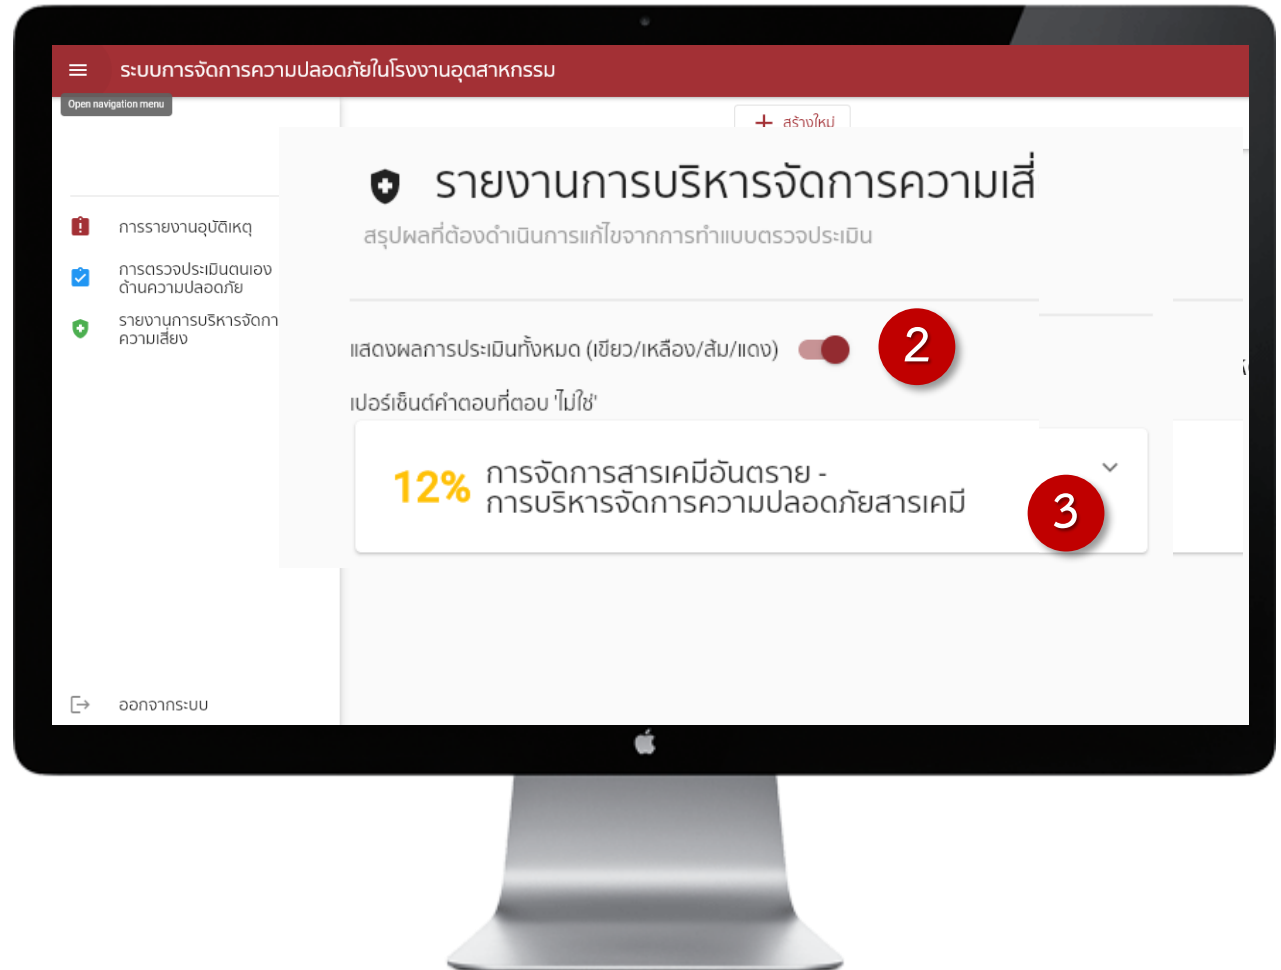 ระบบการจัดการความปลอดภัยในโรงงานอุตสาหกรรม
Open navigation menu
สร้างใหม่
รายงานการบริหารจัดการความเสี่
สรุปผลที่ต้องดำเนินการแก้ไขจากการทำแบบตรวจประเมิน
การรายงานอุบัติเหตุ
การตรวจประเมินตนเอง
ด้านความปลอดภัย
รายงานการบริหารจัดกา
ความเสี่ยง
แสดงผลการประเมินทั้งหมด (เขียว/เหลือง/ส้ม/แดง)
2
เปอร์เซ็นต์คำตอบที่ตอบ 'ไม่ใช่'
12%
การจัดการสารเคมีอันตราย -
การบริหารจัดการความปลอดภัยสารเคมี
3
ออกจากระบบ